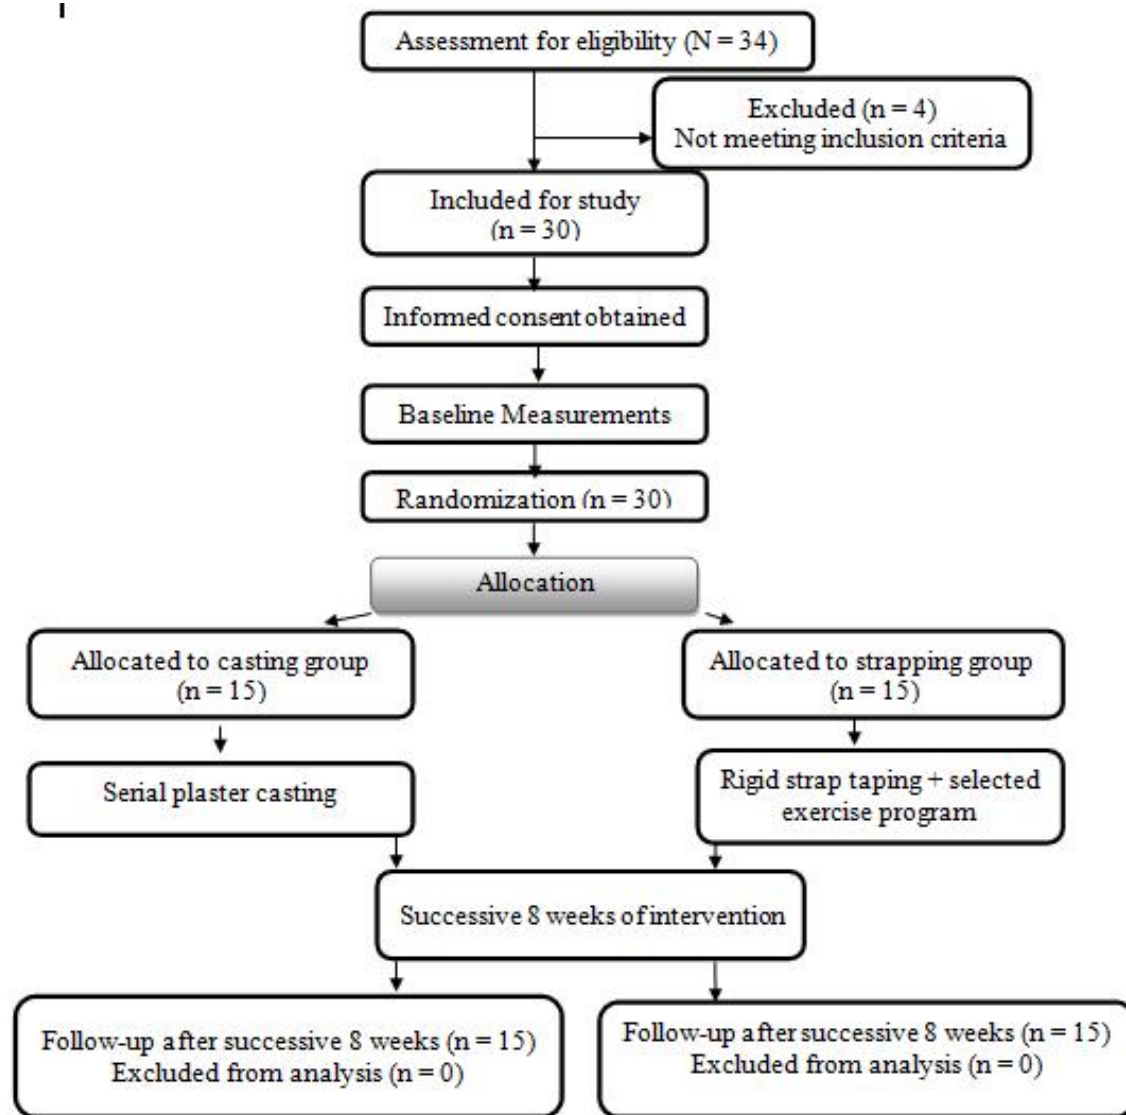 Assessment for eligibility (N = 34)
Excluded (n = 4)
Not meeting inclusion criteria
Included for study
(n = 30)
Informed consent obtained
Baseline Measurements
Randomization (n = 30)
Allocation
Allocated to casting group
(n = 15)
Allocated to strapping group
(n = 15)
Serial plaster casting
Rigid strap taping + selected
exercise program
Successive 8 weeks of intervention
Follow-up after successive 8 weeks (n = 15)
Excluded from analysis (n = 0)
Follow-up after successive 8 weeks (n = 15)
Excluded from analysis (n = 0)